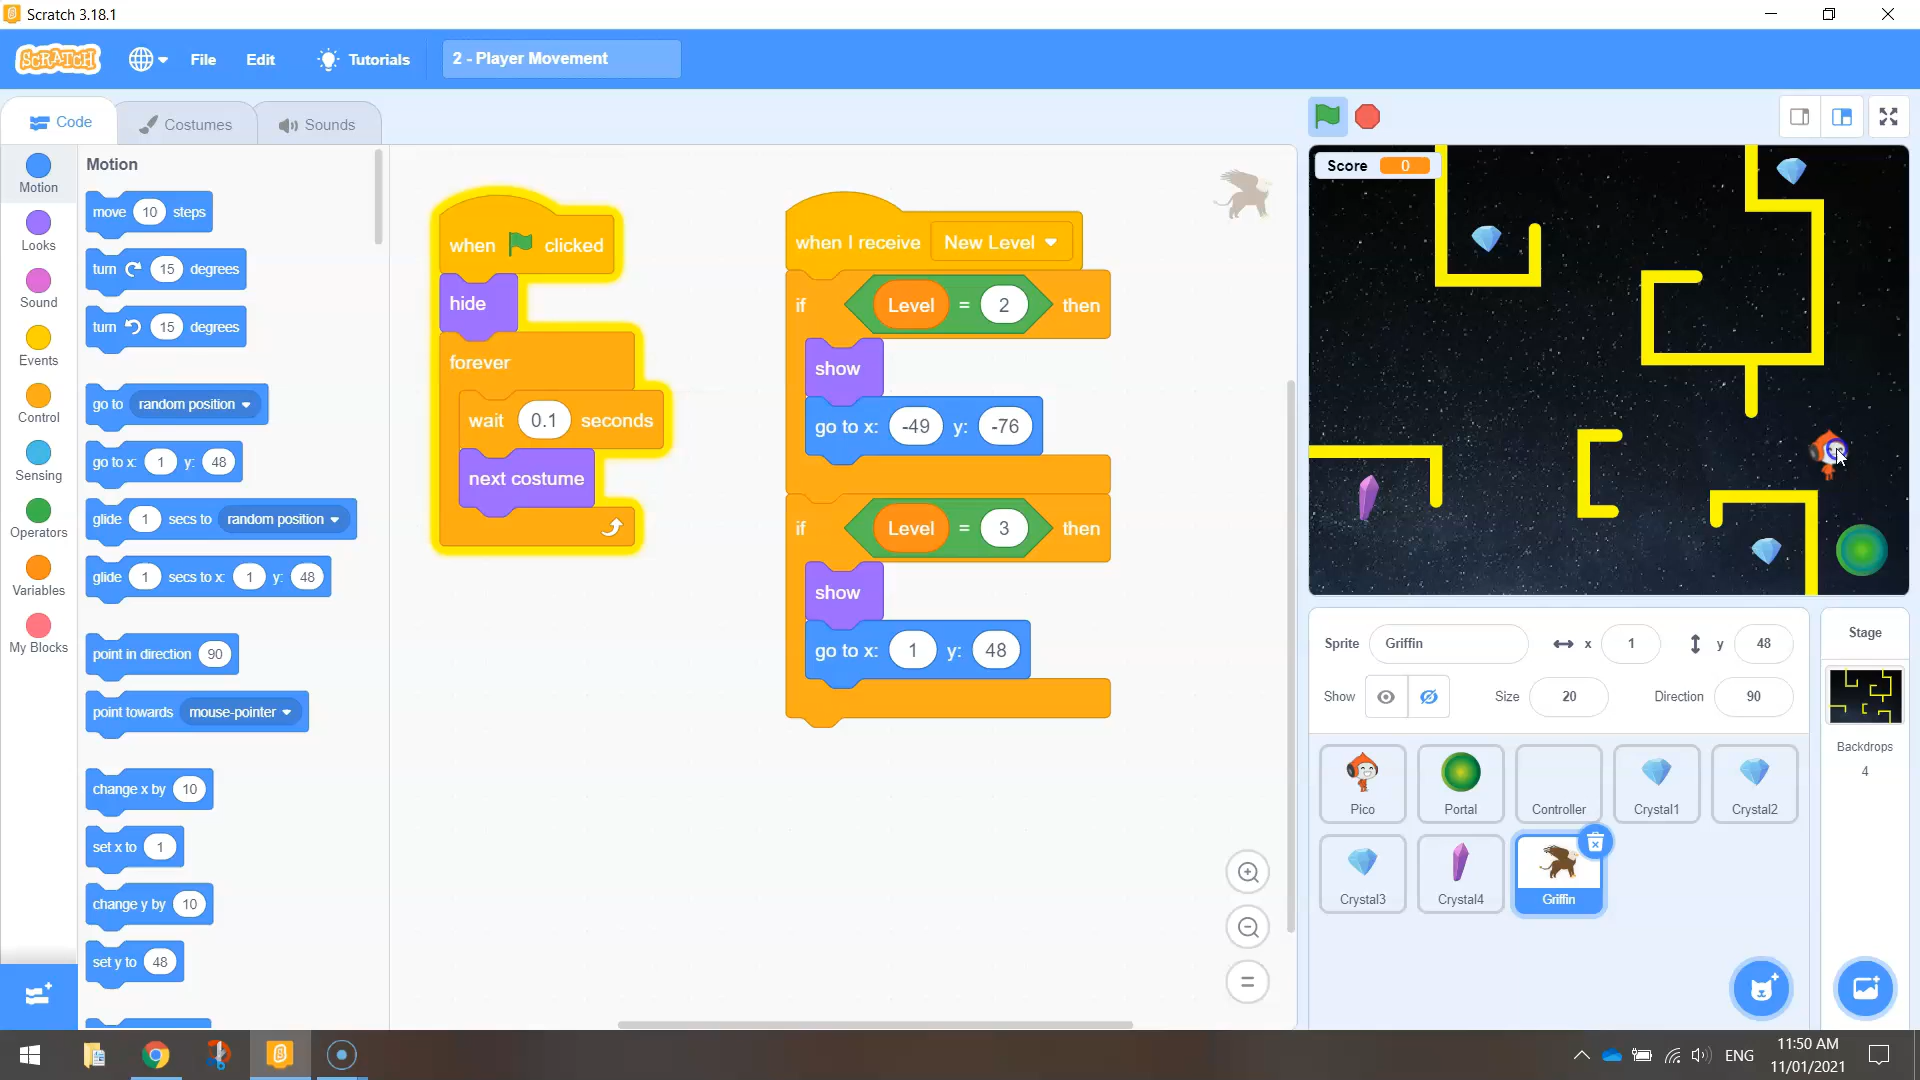 Scratch 3.18.1
SCRATCH
File
Edit
Tutorials
2 - Player Movement
Code
Costumes
Sounds
Motion
Looks
Sound
Events
Control
Sensing
Operators
Variables
My Blocks
Motion
move 10 steps
turn 15 degrees
turn 15 degrees
go to random position
go to x: 1 y: 48
glide 1 secs to random position
glide 1 secs to x: 1 y: 48
point in direction 90
point towards mouse-pointer
change x by 10
set x to 1
change y by 10
set y to 48
when clicked
hide
forever
wait 0.1 seconds
next costume
when I receive New Level
if Level = 2 then
show
go to x: -49 y: -76
if Level = 3 then
show
go to x: 1 y: 48
Score 0
Sprite Griffin x 1 y 48
Show Size 20 Direction 90
Pico
Portal
Controller
Crystal1
Crystal2
Crystal3
Crystal4
Griffin
Stage
Backdrops
4
ENG
11:50 AM
11/01/2021